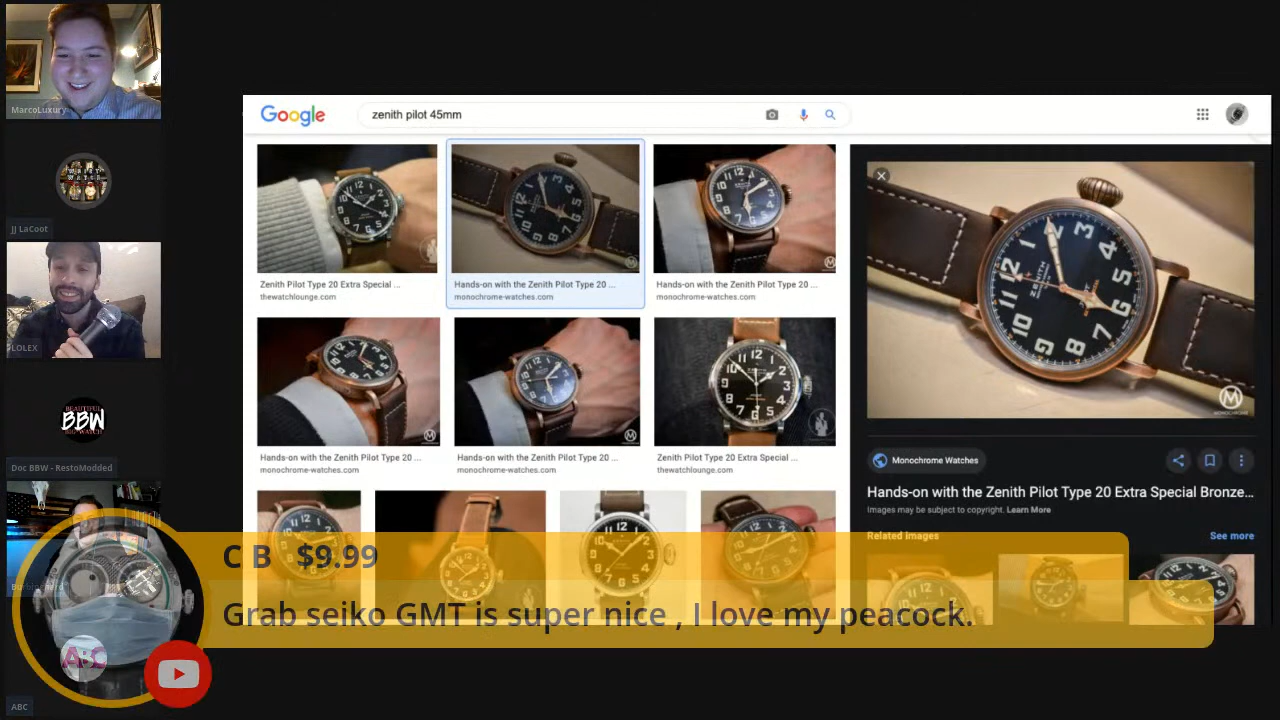 MarcoLuxury
JJ LaCoot
LOLEX
BEAUTIFUL
BBW
Doc BBW - RestoModded
ABC
ABC
Google
zenith pilot 45mm
Zenith Pilot Type 20 Extra Special ...
thewatchlounge.com
Hands-on with the Zenith Pilot Type 20 ...
monochrome-watches.com
Hands-on with the Zenith Pilot Type 20 ...
monochrome-watches.com
Hands-on with the Zenith Pilot Type 20 ...
monochrome-watches.com
Hands-on with the Zenith Pilot Type 20 ...
monochrome-watches.com
Zenith Pilot Type 20 Extra Special ...
thewatchlounge.com
ZENITH
MONOCHROME
Monochrome Watches
Hands-on with the Zenith Pilot Type 20 Extra Special Bronze...
Images may be subject to copyright. Learn More
Related images
See more
C B $9.99
Grab seiko GMT is super nice , I love my peacock.